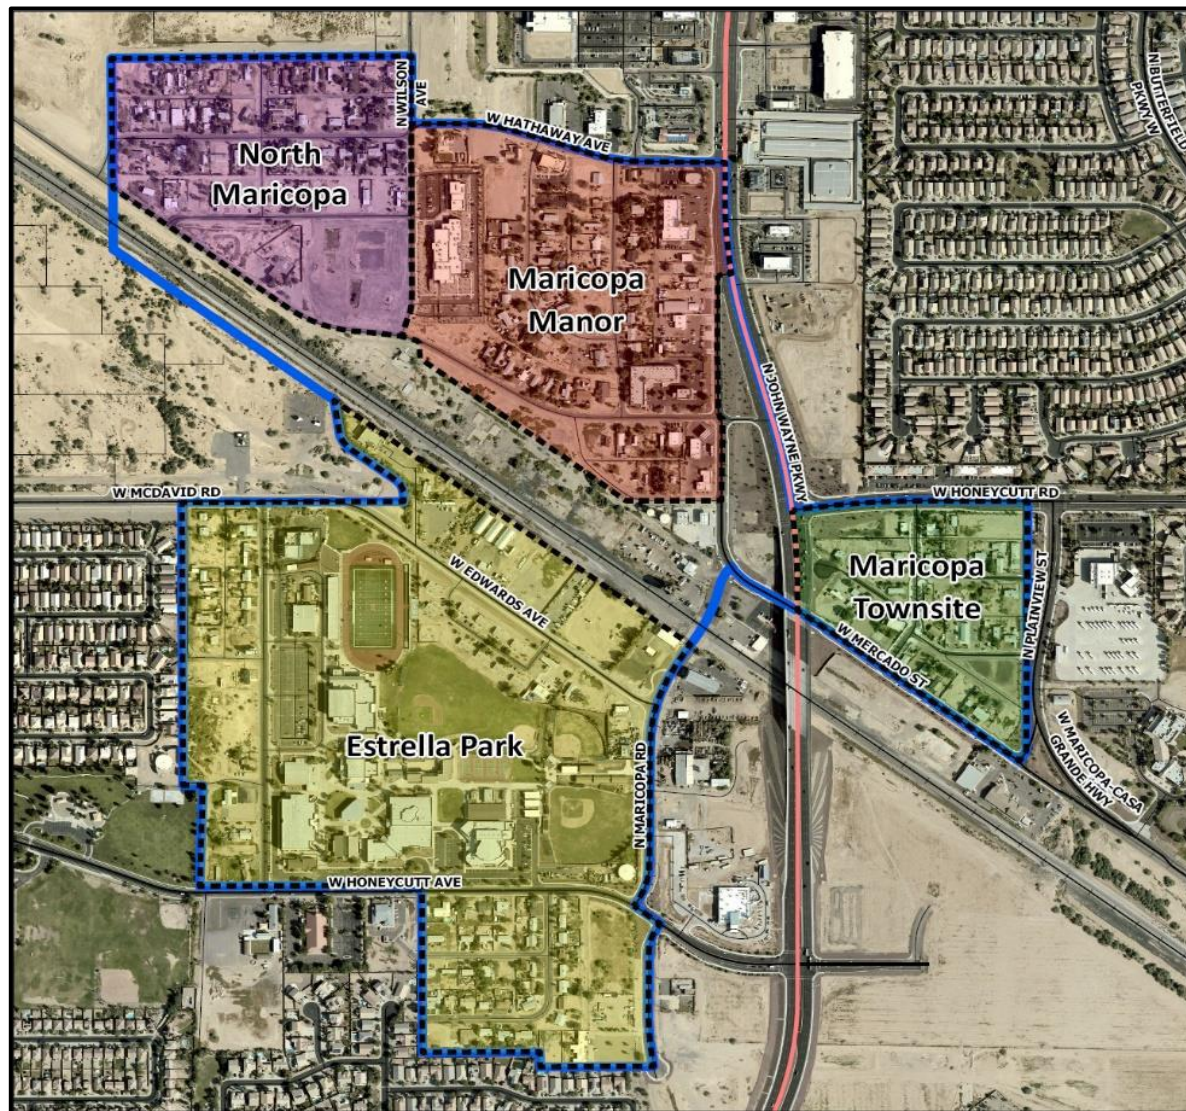 N BUTTERFIELD
PKWY W
N WILSON
AVE
W HATHAWAY AVE
North
Maricopa
Maricopa
Manor
N JOHN WAYNE PKWY
W MCDAVID RD
W HONEYCUTT RD
W EDWARDS AVE
Maricopa
Townsite
N PLAINVIEW ST
W MERCADO ST
Estrella Park
N MARICOPA RD
W MARICOPA-CASA
GRANDE HWY
W HONEYCUTT AVE